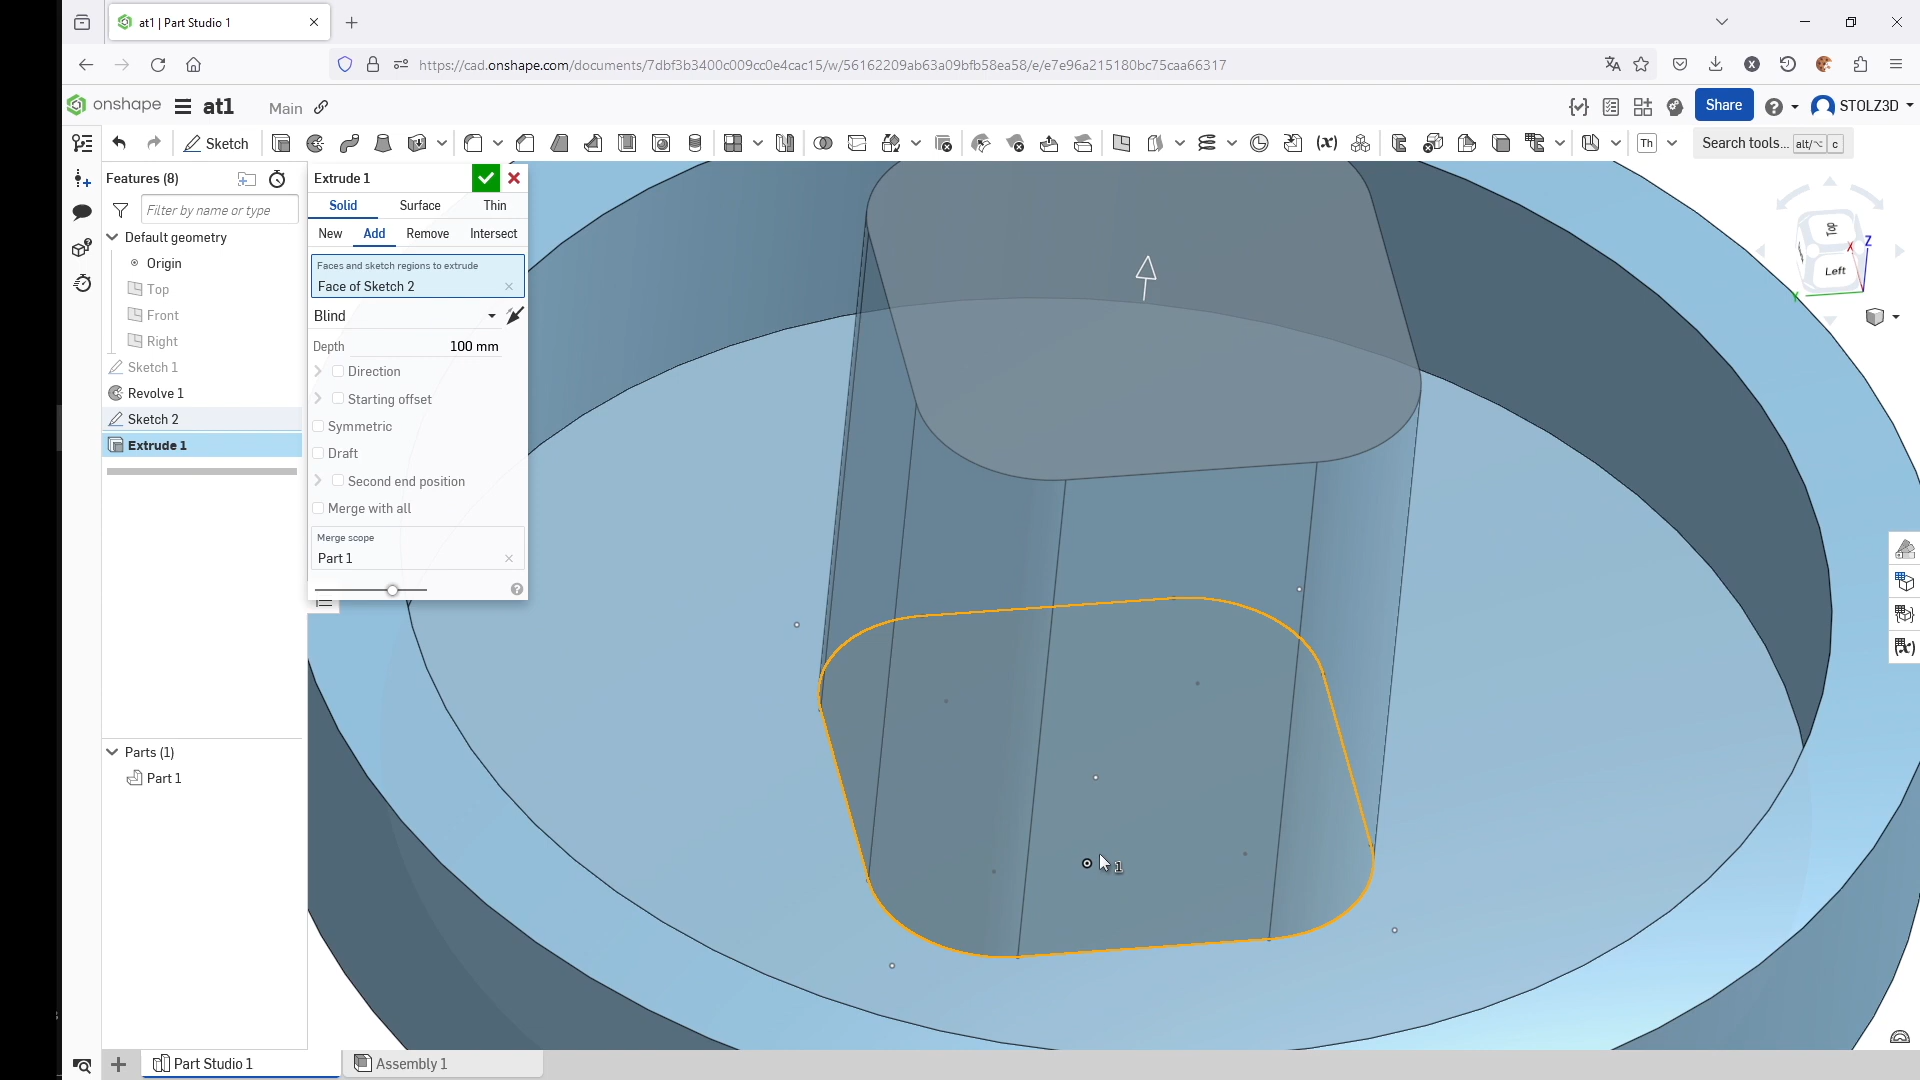 at1 | Part Studio 1
https://cad.onshape.com/documents/7dbf3b3400c009cc0e4cac15/w/56162209ab63a09bfb58ea58/e/e7e96a215180bc75caa66317
onshape at1 Main Share STOLZ3D
Sketch Search tools... alt/⌥ c
Features (8)
Filter by name or type
Default geometry
Origin
Top
Front
Right
Sketch 1
Revolve 1
Sketch 2
Extrude 1
Parts (1)
Part 1
Extrude 1
Solid Surface Thin
New Add Remove Intersect
Faces and sketch regions to extrude
Face of Sketch 2
Blind
Depth 100 mm
Direction
Starting offset
Symmetric
Draft
Second end position
Merge with all
Merge scope
Part 1
1
Top
Left
X
Y
Z
Part Studio 1 Assembly 1